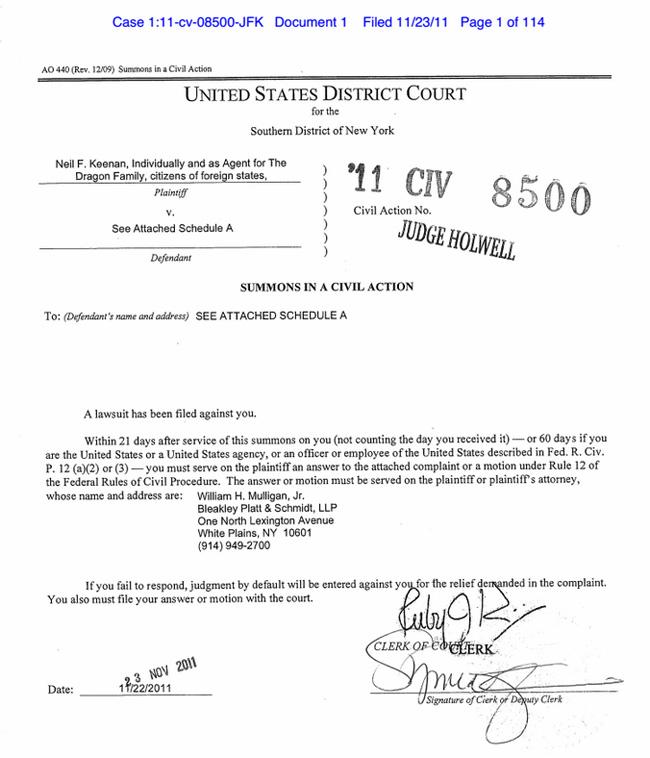 Case 1:11-cv-08500-JFK Document 1 Filed 11/23/11 Page 1 of 114
AO 440 (Rev. 12/09) Summons in a Civil Action
UNITED STATES DISTRICT COURT
for the
Southern District of New York
Neil F. Keenan, Individually and as Agent for The
Dragon Family, citizens of foreign states,
Plaintiff
v.
See Attached Schedule A
Defendant
)
)
)
)
)
)
)
'11 CIV 8500
Civil Action No.
JUDGE HOLWELL
SUMMONS IN A CIVIL ACTION
To: (Defendant's name and address) SEE ATTACHED SCHEDULE A
A lawsuit has been filed against you.
Within 21 days after service of this summons on you (not counting the day you received it) — or 60 days if you
are the United States or a United States agency, or an officer or employee of the United States described in Fed. R. Civ.
P. 12 (a)(2) or (3) — you must serve on the plaintiff an answer to the attached complaint or a motion under Rule 12 of
the Federal Rules of Civil Procedure. The answer or motion must be served on the plaintiff or plaintiff's attorney,
whose name and address are: William H. Mulligan, Jr.
Bleakley Platt & Schmidt, LLP
One North Lexington Avenue
White Plains, NY 10601
(914) 949-2700
If you fail to respond, judgment by default will be entered against you for the relief demanded in the complaint.
You also must file your answer or motion with the court.
CLERK OF COURT
CLERK
23 NOV 2011
Date: 11/22/2011
Signature of Clerk or Deputy Clerk